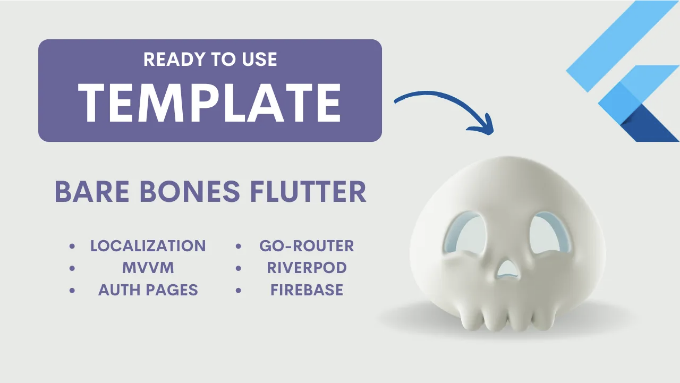 READY TO USE
TEMPLATE
BARE BONES FLUTTER
• LOCALIZATION
• MVVM
• AUTH PAGES
• GO-ROUTER
• RIVERPOD
• FIREBASE